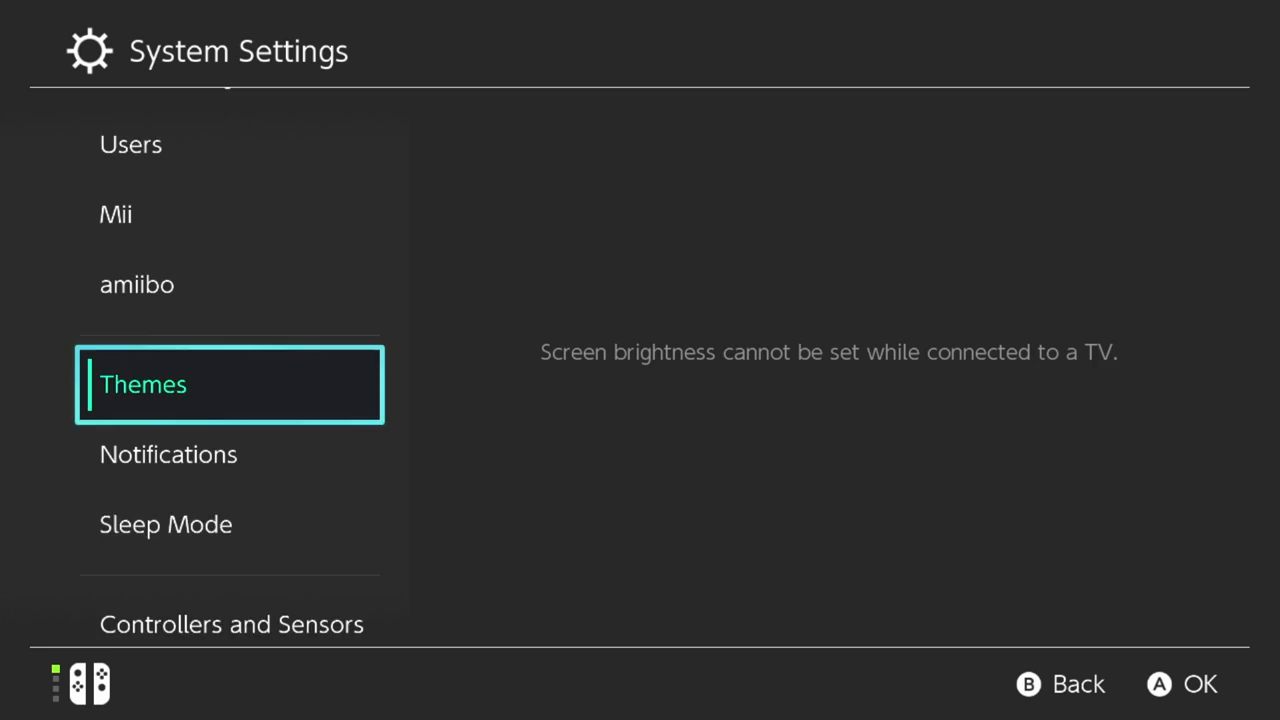 System Settings
Users
Mii
amiibo
Themes
Screen brightness cannot be set while connected to a TV.
Notifications
Sleep Mode
Controllers and Sensors
B Back A OK